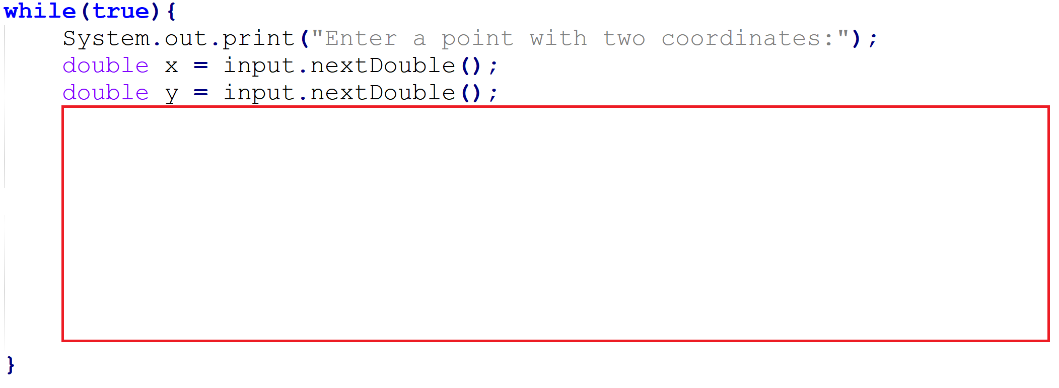 while(true){
System.out.print("Enter a point with two coordinates:");
double x = input.nextDouble();
double y = input.nextDouble();
}